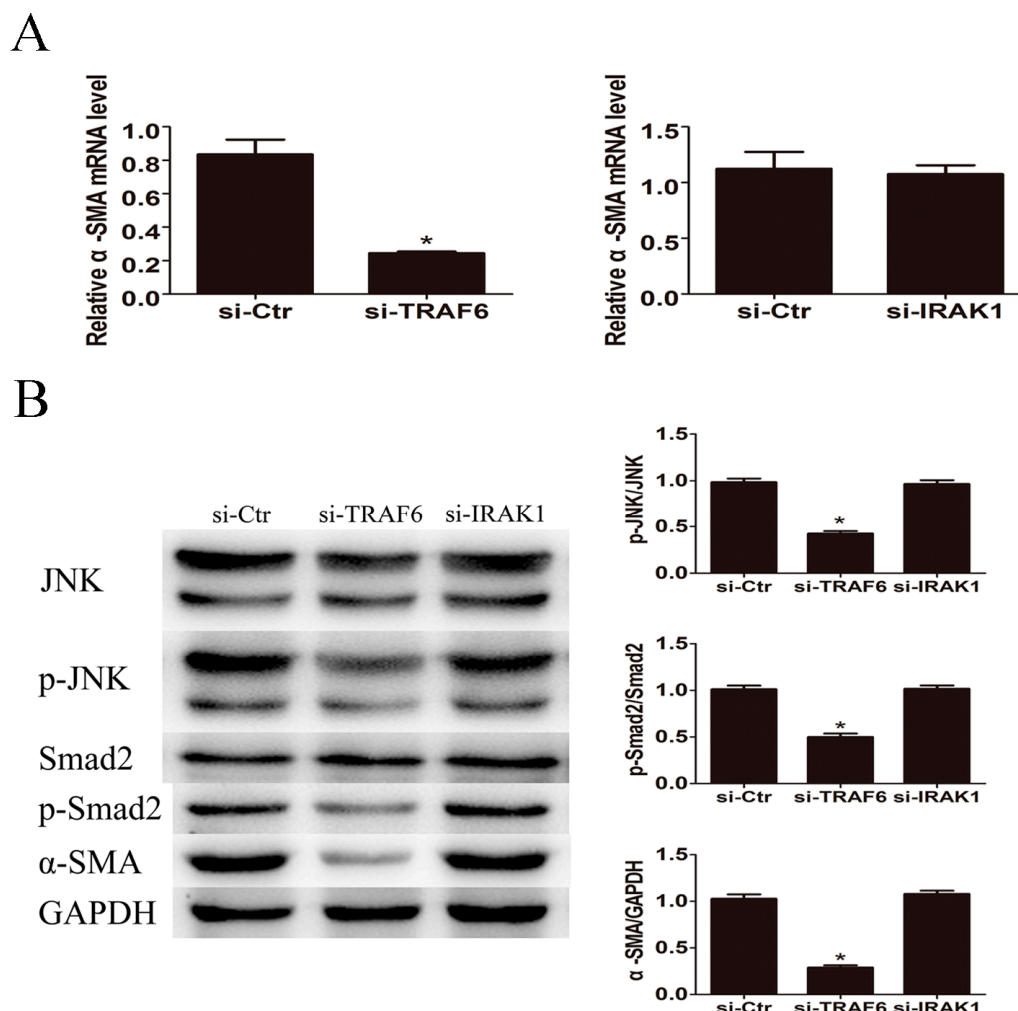 A
Relative α -SMA mRNA level
1.0
0.8
0.6
0.4
0.2
0.0
*
si-Ctr si-TRAF6
Relative α -SMA mRNA level
1.5
1.0
0.5
0.0
si-Ctr si-IRAK1
B
si-Ctr si-TRAF6 si-IRAK1
JNK
p-JNK
Smad2
p-Smad2
α-SMA
GAPDH
p-JNK/JNK
1.5
1.0
0.5
0.0
*
si-Ctr si-TRAF6 si-IRAK1
p-Smad2/Smad2
1.5
1.0
0.5
0.0
*
si-Ctr si-TRAF6 si-IRAK1
α -SMA/GAPDH
1.5
1.0
0.5
0.0
*
si-Ctr si-TRAF6 si-IRAK1